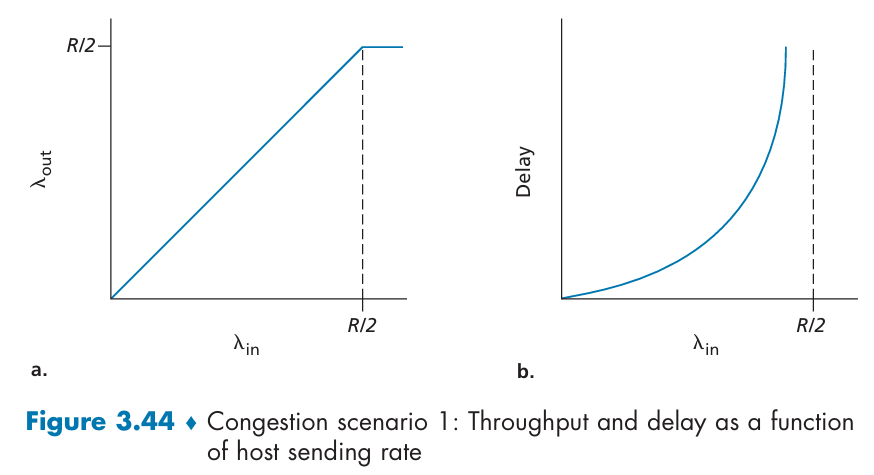 R/2
λout
R/2
λin
a.
Delay
R/2
λin
b.
Figure 3.44 ♦ Congestion scenario 1: Throughput and delay as a function
of host sending rate